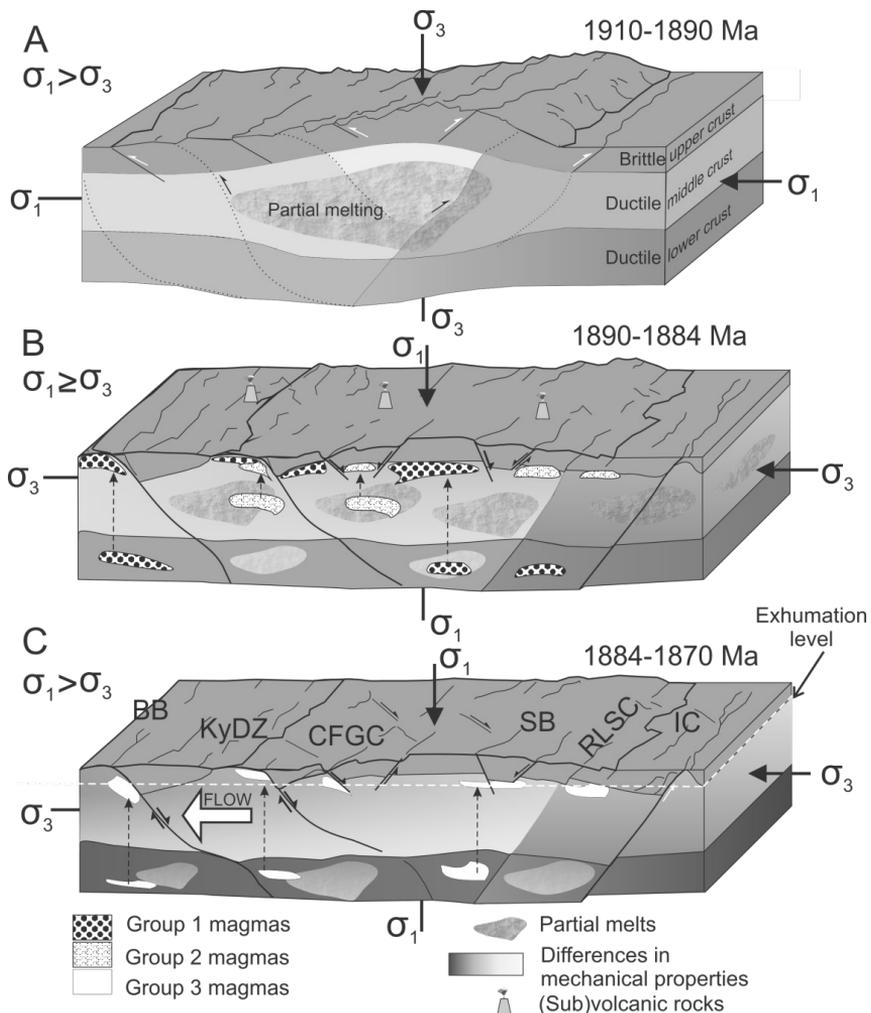 A
σ₁>σ₃
σ₃
1910-1890 Ma
Brittle upper crust
Ductile middle crust
Ductile lower crust
σ₁
Partial melting
σ₁
σ₃
B
σ₁≥σ₃
σ₁
1890-1884 Ma
σ₃
σ₃
σ₁
C
σ₁>σ₃
σ₁
1884-1870 Ma
Exhumation
level
BB
KyDZ
CFGC
SB
RLSC
IC
σ₃
FLOW
σ₃
σ₁
Group 1 magmas
Group 2 magmas
Group 3 magmas
Partial melts
Differences in
mechanical properties
(Sub)volcanic rocks